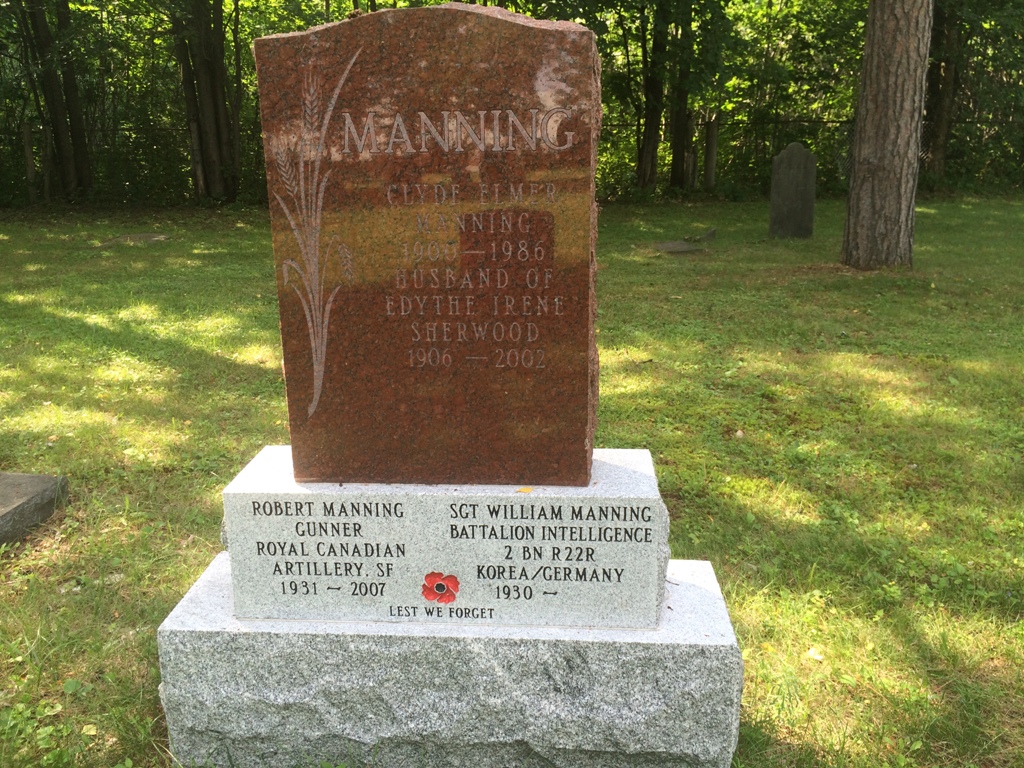 MANNING
CLYDE ELMER
MANNING
1906 — 1986
HUSBAND OF
EDYTHE IRENE
SHERWOOD
1906 — 2002
ROBERT MANNING
GUNNER
ROYAL CANADIAN
ARTILLERY, SF
1931 — 2007
SGT WILLIAM MANNING
BATTALION INTELLIGENCE
2 BN R22R
KOREA/GERMANY
1930 —
LEST WE FORGET